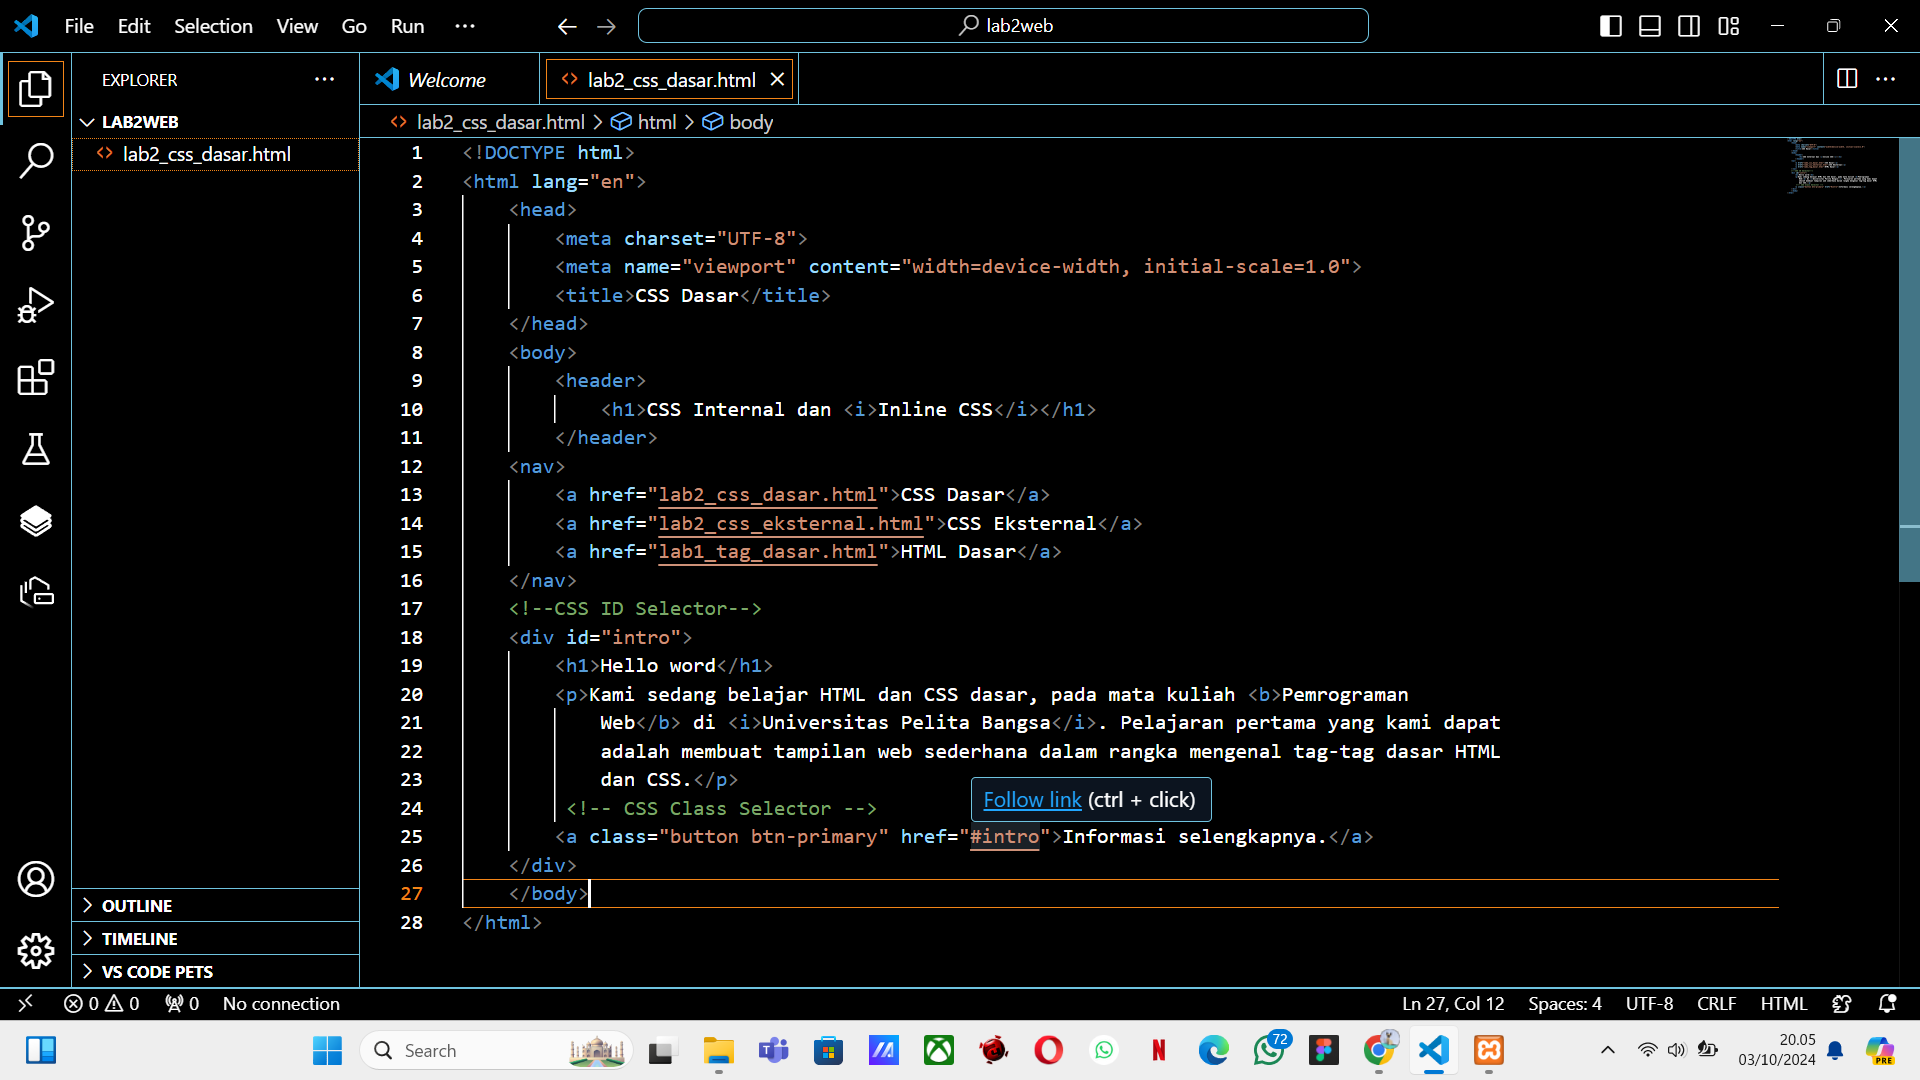 File Edit Selection View Go Run ···
lab2web
EXPLORER ···
Welcome
lab2_css_dasar.html
LAB2WEB
lab2_css_dasar.html
lab2_css_dasar.html > html > body
1 <!DOCTYPE html>
2 <html lang="en">
3 <head>
4 <meta charset="UTF-8">
5 <meta name="viewport" content="width=device-width, initial-scale=1.0">
6 <title>CSS Dasar</title>
7 </head>
8 <body>
9 <header>
10 <h1>CSS Internal dan <i>Inline CSS</i></h1>
11 </header>
12 <nav>
13 <a href="lab2_css_dasar.html">CSS Dasar</a>
14 <a href="lab2_css_eksternal.html">CSS Eksternal</a>
15 <a href="lab1_tag_dasar.html">HTML Dasar</a>
16 </nav>
17 <!--CSS ID Selector-->
18 <div id="intro">
19 <h1>Hello word</h1>
20 <p>Kami sedang belajar HTML dan CSS dasar, pada mata kuliah <b>Pemrograman
21 Web</b> di <i>Universitas Pelita Bangsa</i>. Pelajaran pertama yang kami dapat
22 adalah membuat tampilan web sederhana dalam rangka mengenal tag-tag dasar HTML
23 dan CSS.</p>
Follow link (ctrl + click)
24 <!-- CSS Class Selector -->
25 <a class="button btn-primary" href="#intro">Informasi selengkapnya.</a>
26 </div>
27 </body>
28 </html>
OUTLINE
TIMELINE
VS CODE PETS
0 0 0 No connection
Ln 27, Col 12 Spaces: 4 UTF-8 CRLF HTML
Search
72
20.05
03/10/2024
PRE